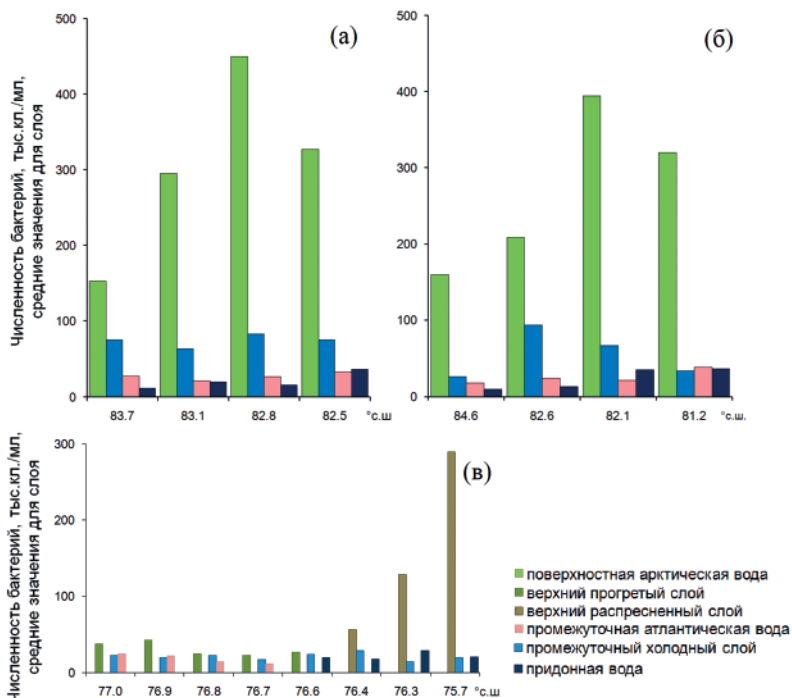 (а)
(б)
Численность бактерий, тыс.кл./мл,
средние значения для слоя
500
400
300
200
100
0
83.7 83.1 82.8 82.5 °с.ш
500
400
300
200
100
0
84.6 82.6 82.1 81.2 °с.ш.
(в)
Численность бактерий, тыс.кл./мл,
средние значения для слоя
300
200
100
0
77.0 76.9 76.8 76.7 76.6 76.4 76.3 75.7 °с.ш
поверхностная арктическая вода
верхний прогретый слой
верхний распресненный слой
промежуточная атлантическая вода
промежуточный холодный слой
придонная вода